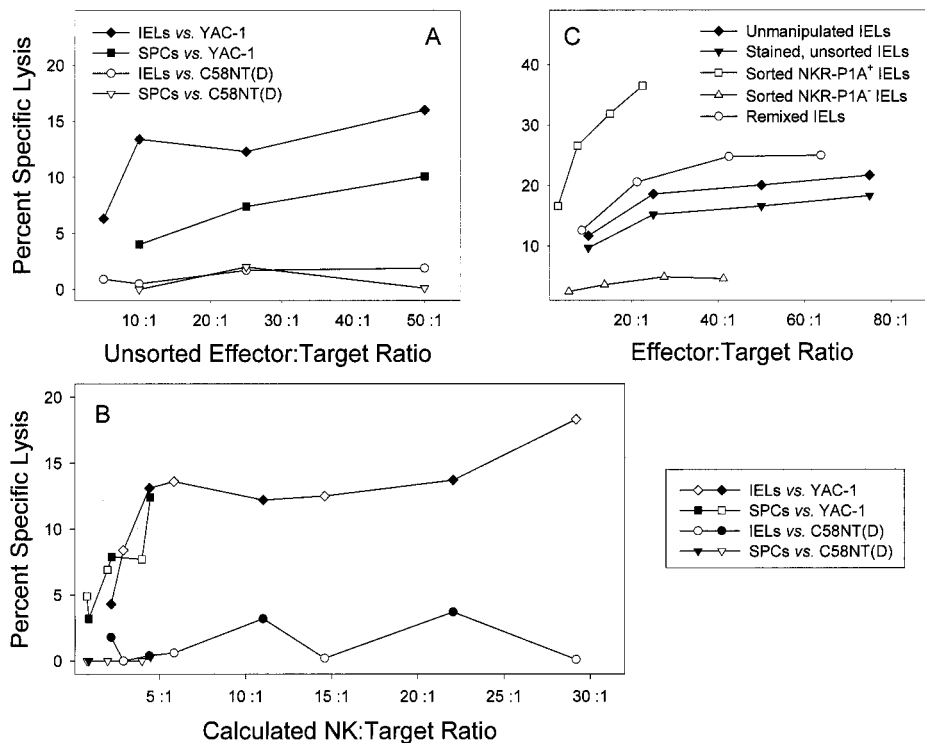 A
IELs vs. YAC-1
SPCs vs. YAC-1
IELs vs. C58NT(D)
SPCs vs. C58NT(D)
Percent Specific Lysis
20
15
10
5
0
10 :1 20 :1 30 :1 40 :1 50 :1
Unsorted Effector:Target Ratio
C
Unmanipulated IELs
Stained, unsorted IELs
Sorted NKR-P1A+ IELs
Sorted NKR-P1A- IELs
Remixed IELs
40
30
20
10
20 :1 40 :1 60 :1 80 :1
Effector:Target Ratio
B
Percent Specific Lysis
20
15
10
5
0
5 :1 10 :1 15 :1 20 :1 25 :1 30 :1
Calculated NK:Target Ratio
IELs vs. YAC-1
SPCs vs. YAC-1
IELs vs. C58NT(D)
SPCs vs. C58NT(D)